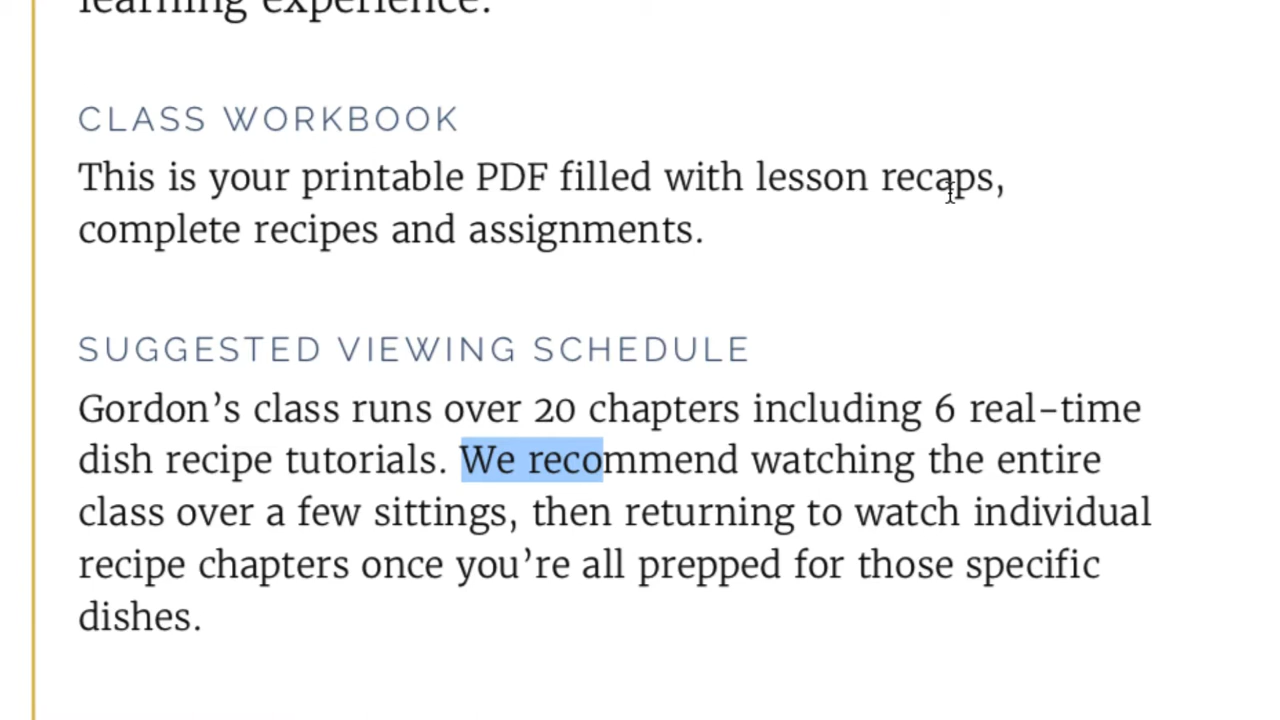 learning experience.
CLASS WORKBOOK
This is your printable PDF filled with lesson recaps,
complete recipes and assignments.
SUGGESTED VIEWING SCHEDULE
Gordon’s class runs over 20 chapters including 6 real-time
dish recipe tutorials. We recommend watching the entire
class over a few sittings, then returning to watch individual
recipe chapters once you’re all prepped for those specific
dishes.